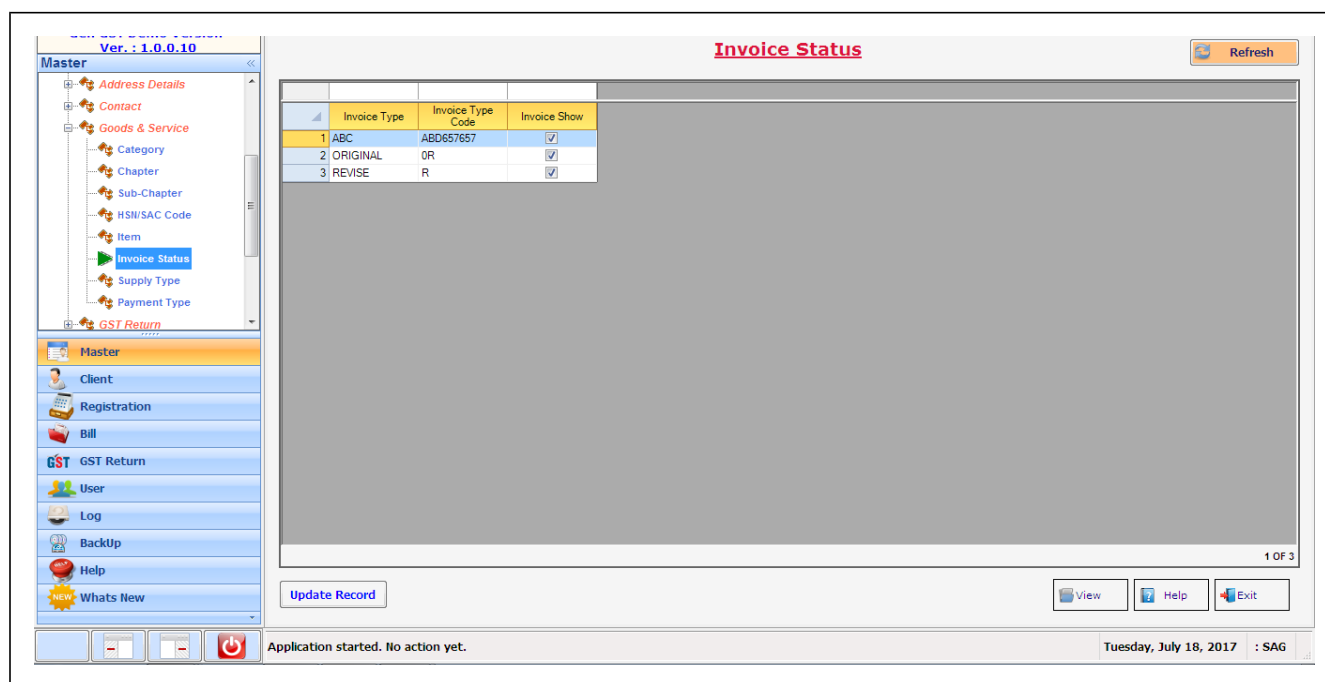 Ver. : 1.0.0.10
Master
Address Details
Contact
Goods & Service
Category
Chapter
Sub-Chapter
HSN/SAC Code
Item
Invoice Status
Supply Type
Payment Type
GST Return
Master
Client
Registration
Bill
GST GST Return
User
Log
BackUp
Help
NEW Whats New
Invoice Status
Refresh
Invoice Type Invoice Type Code Invoice Show
1 ABC ABD657657
2 ORIGINAL 0R
3 REVISE R
1 OF 3
Update Record
View
Help
Exit
Application started. No action yet.
Tuesday, July 18, 2017 : SAG